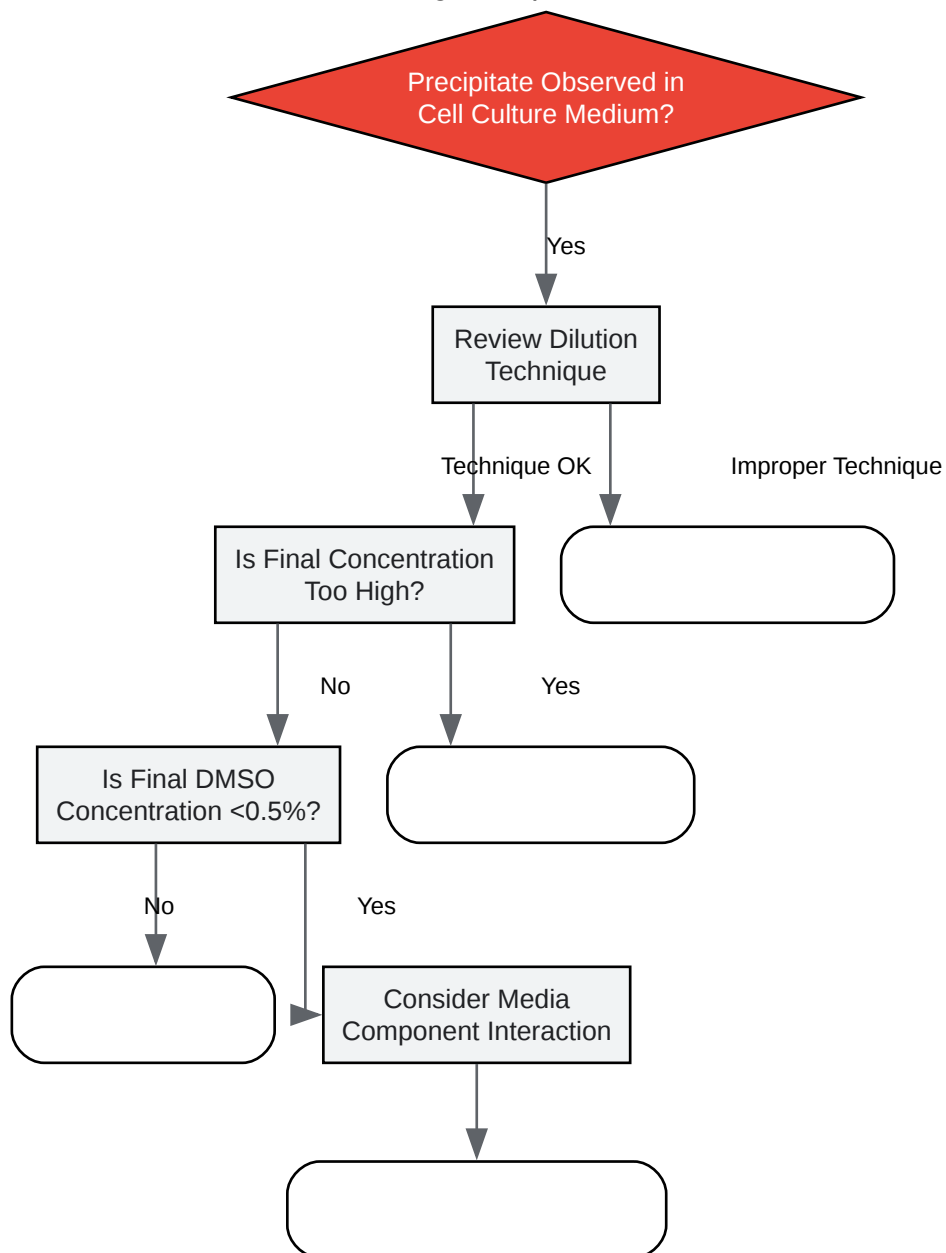 Precipitate Observed in
Cell Culture Medium?
Yes
Review Dilution
Technique
Technique OK
Improper Technique
Is Final Concentration
Too High?
No
Yes
Is Final DMSO
Concentration <0.5%?
No
Yes
Consider Media
Component Interaction